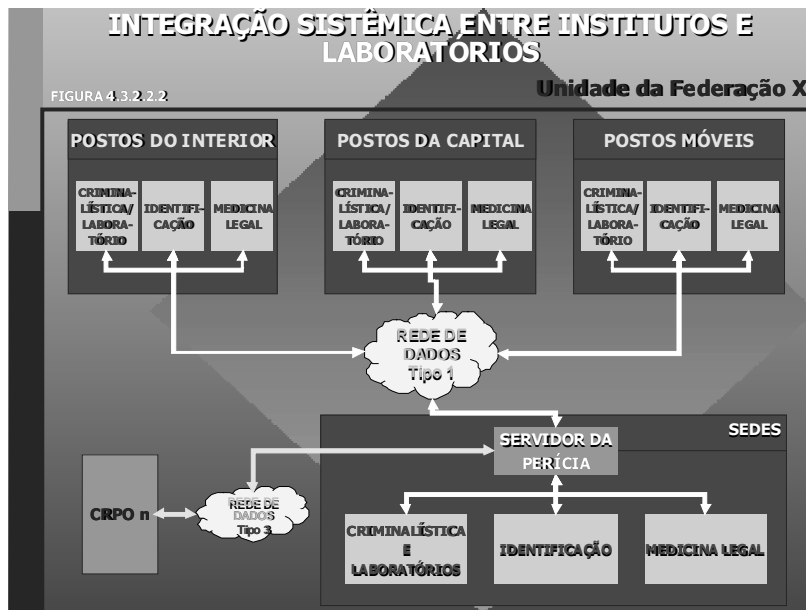 INTEGRAÇÃO SISTÊMICA ENTRE INSTITUTOS E
LABORATÓRIOS
FIGURA 4.3.2.2.2
Unidade da Federação X
POSTOS DO INTERIOR
CRIMINA-
LÍSTICA/
LABORA-
TÓRIO
IDENTIFI-
CAÇÃO
MEDICINA
LEGAL
POSTOS DA CAPITAL
CRIMINA-
LÍSTICA/
LABORA-
TÓRIO
IDENTIFI-
CAÇÃO
MEDICINA
LEGAL
POSTOS MÓVEIS
CRIMINA-
LÍSTICA/
LABORA-
TÓRIO
IDENTIFI-
CAÇÃO
MEDICINA
LEGAL
REDE DE
DADOS
Tipo 1
SEDES
SERVIDOR DA
PERÍCIA
CRPO n
REDE DE
DADOS
Tipo 3
CRIMINALÍSTICA
E
LABORATÓRIOS
IDENTIFICAÇÃO
MEDICINA LEGAL